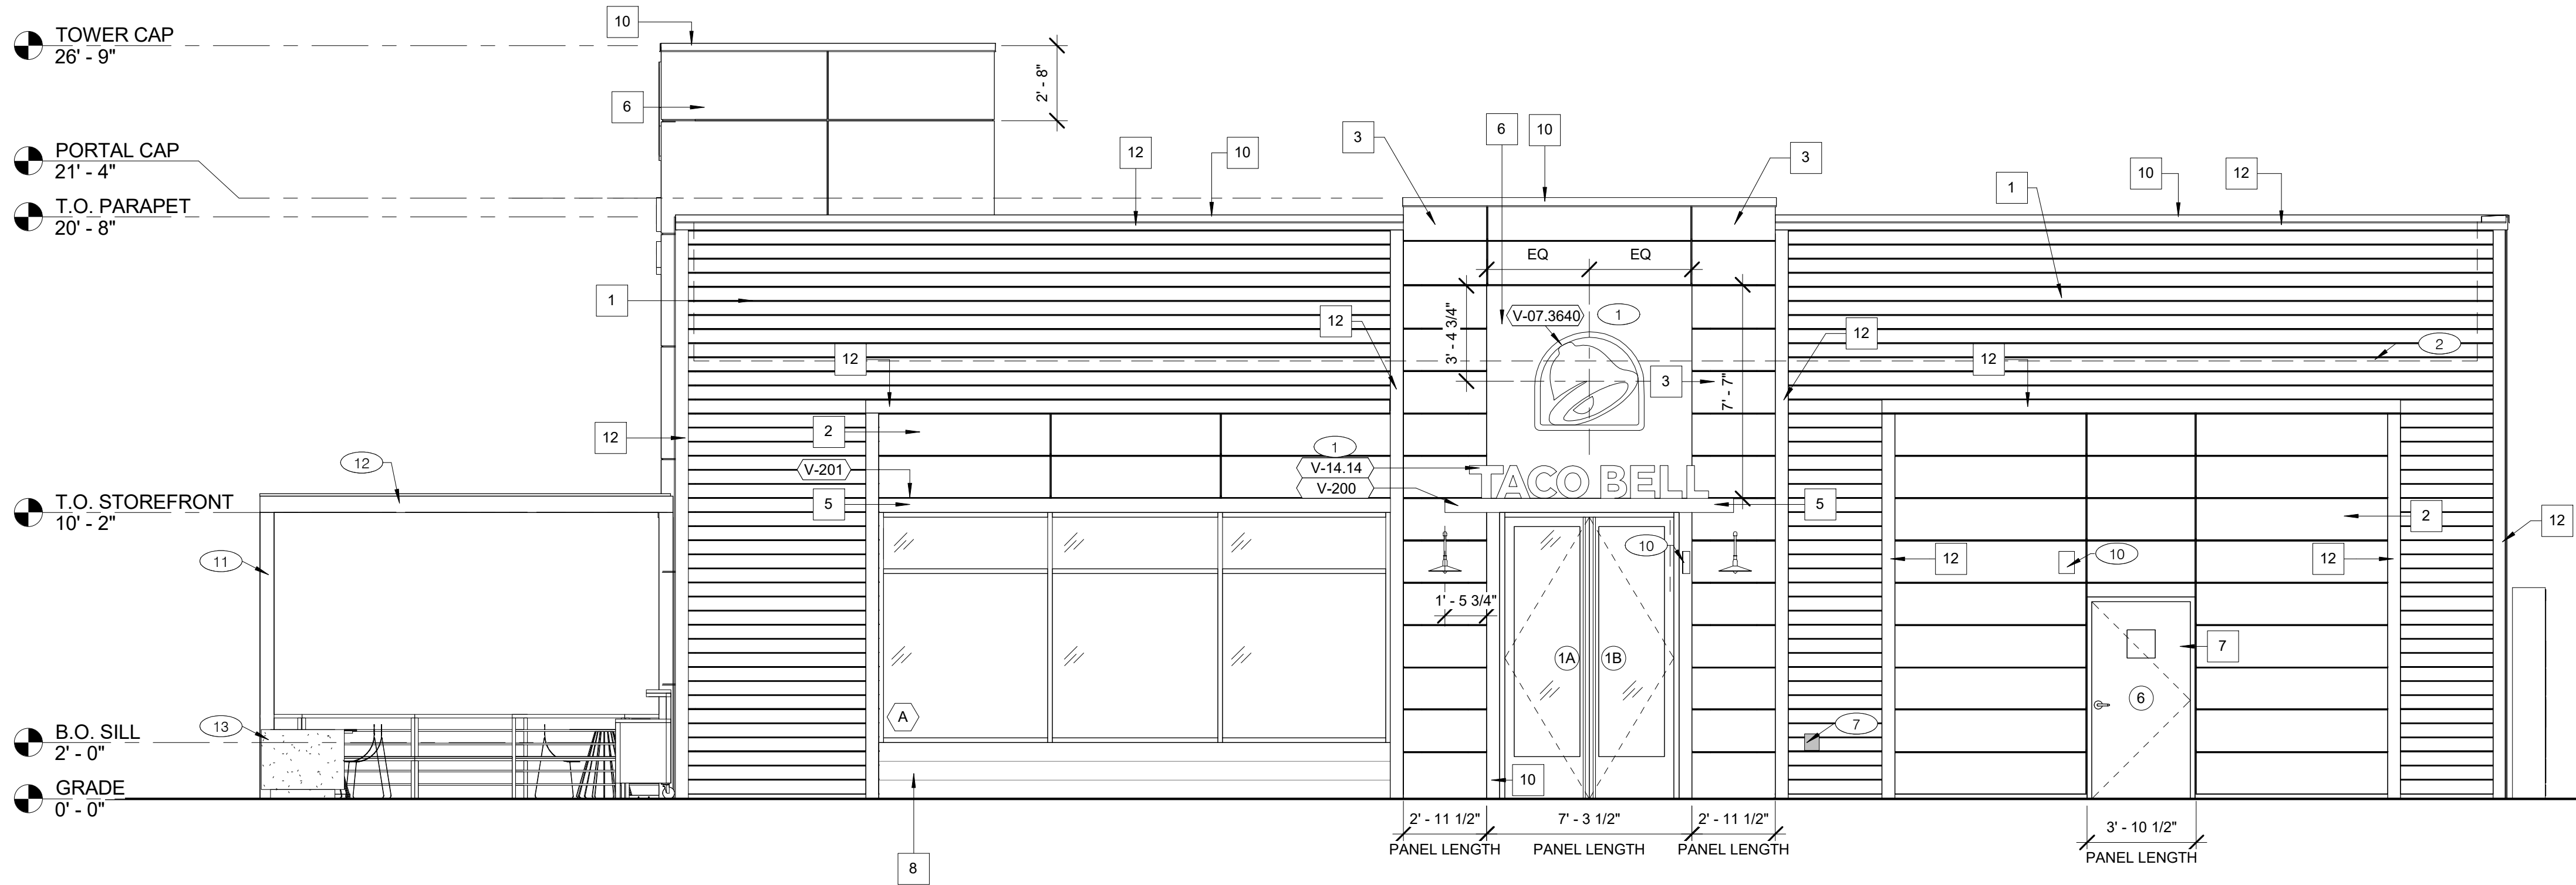 10
TOWER CAP
26' - 9"
2' - 8"
6
PORTAL CAP
21' - 4"
12
10
3
6
10
3
1
10
12
T.O. PARAPET
20' - 8"
EQ
EQ
1
12
3' - 4 3/4"
V-07.3640
1
12
12
12
2
3
7' - 7"
12
2
1
12
V-201
V-14.14
TACO BELL
12
V-200
T.O. STOREFRONT
10' - 2"
5
5
2
12
11
10
12
10
12
1' - 5 3/4"
1A
1B
7
6
A
13
B.O. SILL
2' - 0"
7
10
GRADE
0' - 0"
2' - 11 1/2"
7' - 3 1/2"
2' - 11 1/2"
3' - 10 1/2"
PANEL LENGTH
PANEL LENGTH
PANEL LENGTH
PANEL LENGTH
8